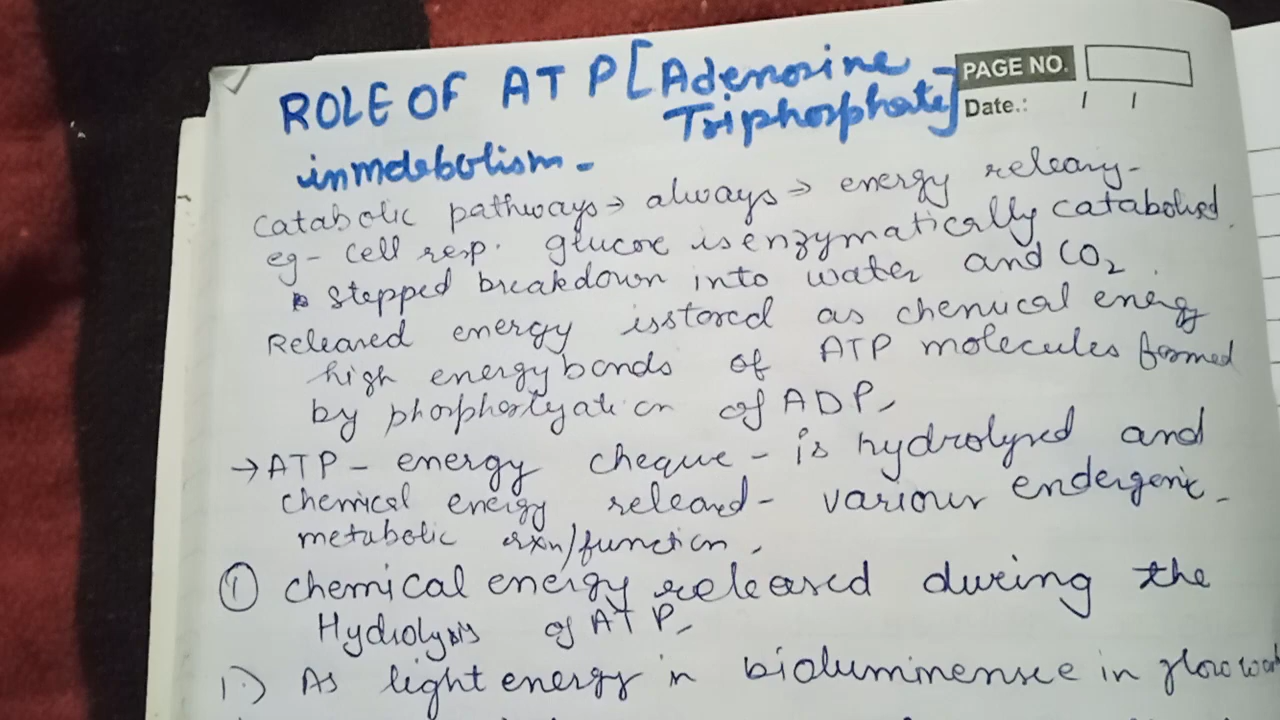 ROLE OF ATP [Adenosine Triphosphate]
in metabolism -
PAGE NO.
Date.: / /
Catabolic pathways → always → energy releasing -
eg - Cell resp. glucose is enzymatically catabolised.
stepped breakdown into water and CO2.
Released energy is stored as chemical energy
high energy bonds of ATP molecules formed
by phosphorlyation of ADP -
→ ATP - energy cheque - is hydrolysed and
chemical energy released - various endergonic -
metabolic rxn/function -
① chemical energy released during the
Hydrolysis of ATP -
1.) As light energy in bioluminensce in glow